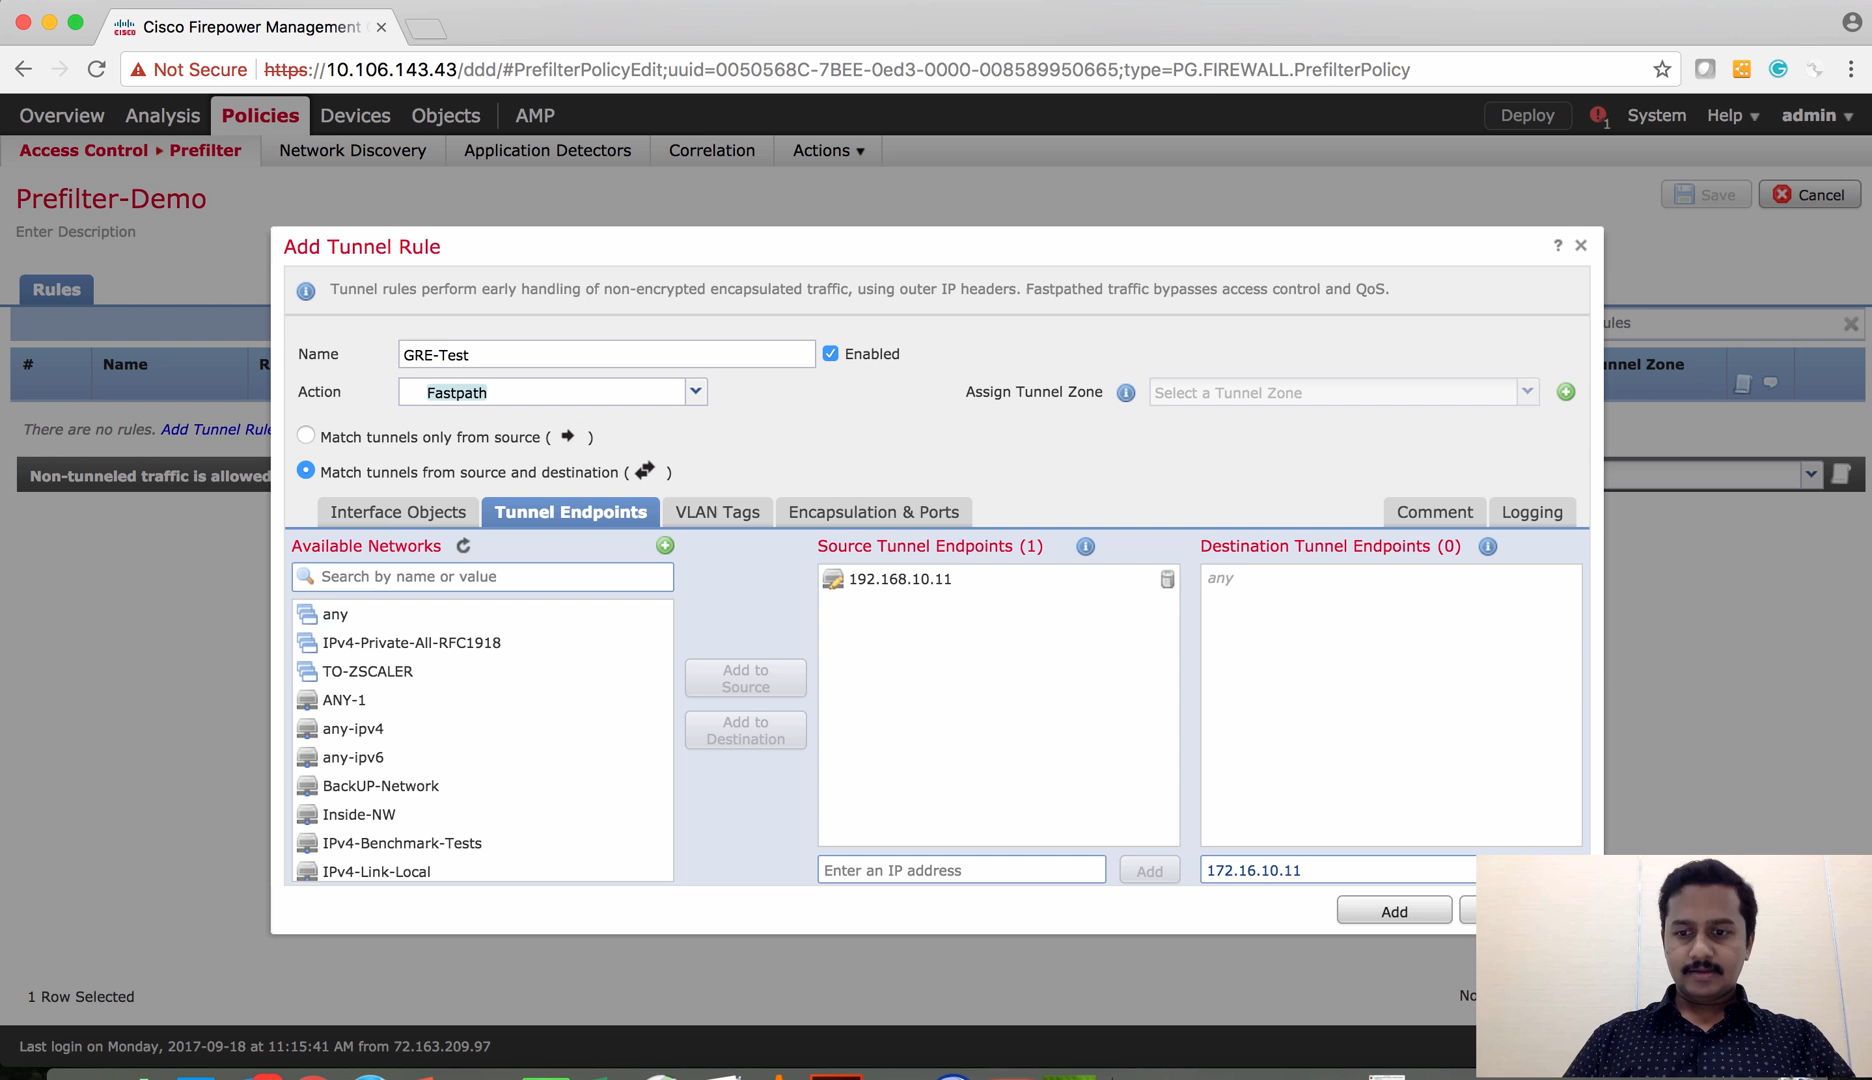 Cisco Firepower Management
Not Secure https://10.106.143.43/ddd/#PrefilterPolicyEdit;uuid=0050568C-7BEE-0ed3-0000-008589950665;type=PG.FIREWALL.PrefilterPolicy
Overview Analysis Policies Devices Objects AMP Deploy 1 System Help admin
Access Control ▸ Prefilter Network Discovery Application Detectors Correlation Actions
Prefilter-Demo
Save Cancel
Enter Description
Add Tunnel Rule
Rules
Tunnel rules perform early handling of non-encrypted encapsulated traffic, using outer IP headers. Fastpathed traffic bypasses access control and QoS.
ules
Name GRE-Test Enabled
# Name R nnel Zone
Action Fastpath Assign Tunnel Zone Select a Tunnel Zone
There are no rules. Add Tunnel Rule
Match tunnels only from source ( )
Match tunnels from source and destination ( )
Non-tunneled traffic is allowed
Interface Objects Tunnel Endpoints VLAN Tags Encapsulation & Ports Comment Logging
Available Networks Source Tunnel Endpoints (1) Destination Tunnel Endpoints (0)
Search by name or value
192.168.10.11
any
any
IPv4-Private-All-RFC1918
TO-ZSCALER
ANY-1
any-ipv4
any-ipv6
BackUP-Network
Inside-NW
IPv4-Benchmark-Tests
IPv4-Link-Local
Add to
Source
Add to
Destination
Enter an IP address Add 172.16.10.11
Add
1 Row Selected No
Last login on Monday, 2017-09-18 at 11:15:41 AM from 72.163.209.97